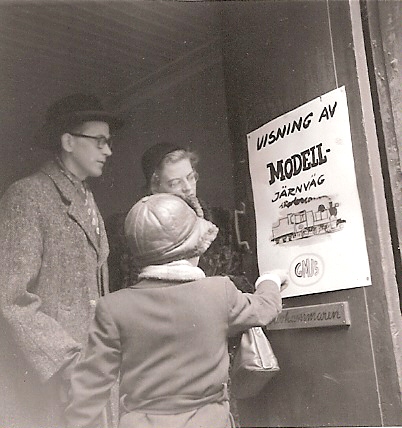 VISNING AV
MODELL-
JÄRNVÄG
GMJS